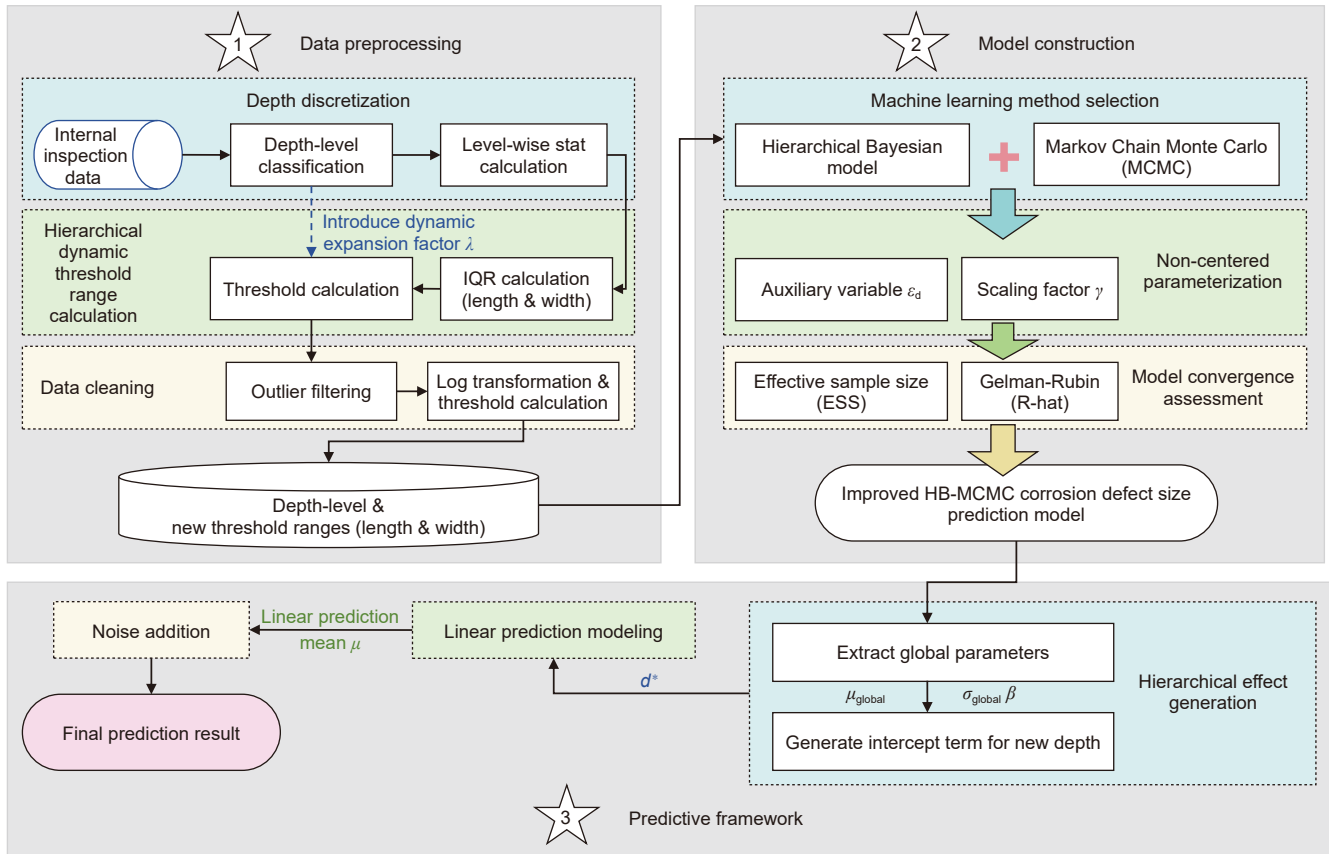 1
Data preprocessing
Depth discretization
Internal
inspection
data
Depth-level
classification
Level-wise stat
calculation
Introduce dynamic
expansion factor λ
Hierarchical
dynamic
threshold
range
calculation
Threshold calculation
IQR calculation
(length & width)
Data cleaning
Outlier filtering
Log transformation &
threshold calculation
Depth-level &
new threshold ranges (length & width)
2
Model construction
Machine learning method selection
Hierarchical Bayesian
model
Markov Chain Monte Carlo
(MCMC)
Auxiliary variable εd
Scaling factor γ
Non-centered
parameterization
Effective sample size
(ESS)
Gelman-Rubin
(R-hat)
Model convergence
assessment
Improved HB-MCMC corrosion defect size
prediction model
Extract global parameters
μglobal
σglobal β
Generate intercept term for new depth
Hierarchical effect
generation
d*
Linear prediction modeling
Linear prediction
mean μ
Noise addition
Final prediction result
3
Predictive framework